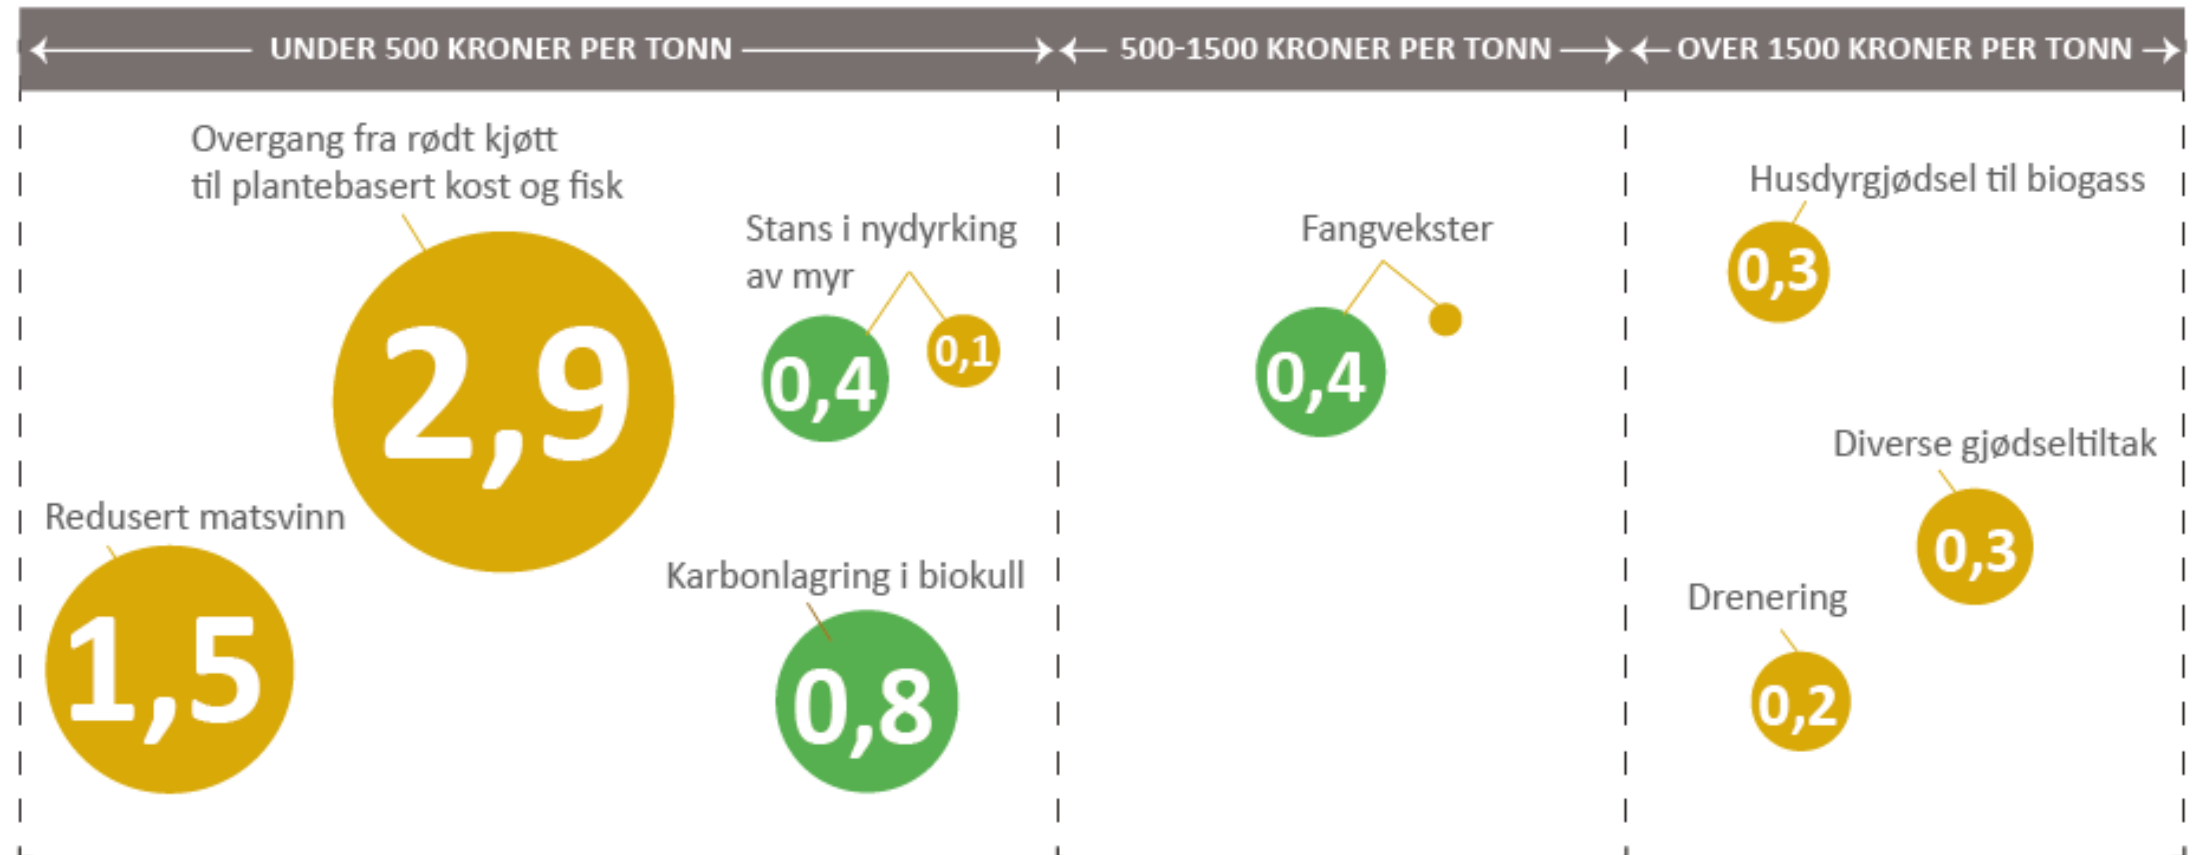 UNDER 500 KRONER PER TONN
500-1500 KRONER PER TONN
OVER 1500 KRONER PER TONN
Overgang fra rødt kjøtt
til plantebasert kost og fisk
2,9
Stans i nydyrking
av myr
0,4
0,1
Redusert matsvinn
1,5
Karbonlagring i biokull
0,8
Fangvekster
0,4
Husdyrgjødsel til biogass
0,3
Diverse gjødseltiltak
0,3
Drenering
0,2